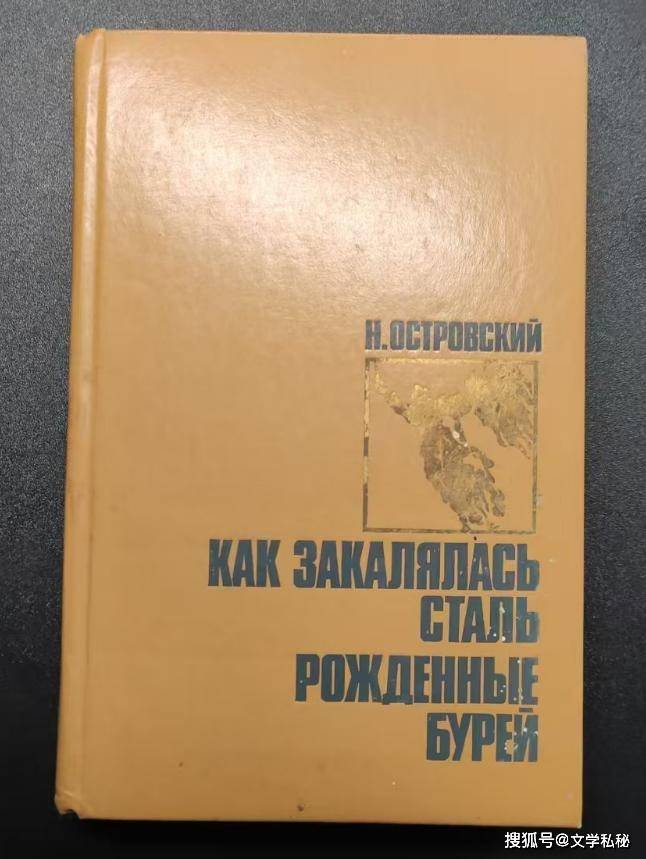 Н.ОСТРОВСКИЙ
КАК ЗАКАЛЯЛАСЬ
СТАЛЬ
РОЖДЕННЫЕ
БУРЕЙ
搜狐号@文学私秘